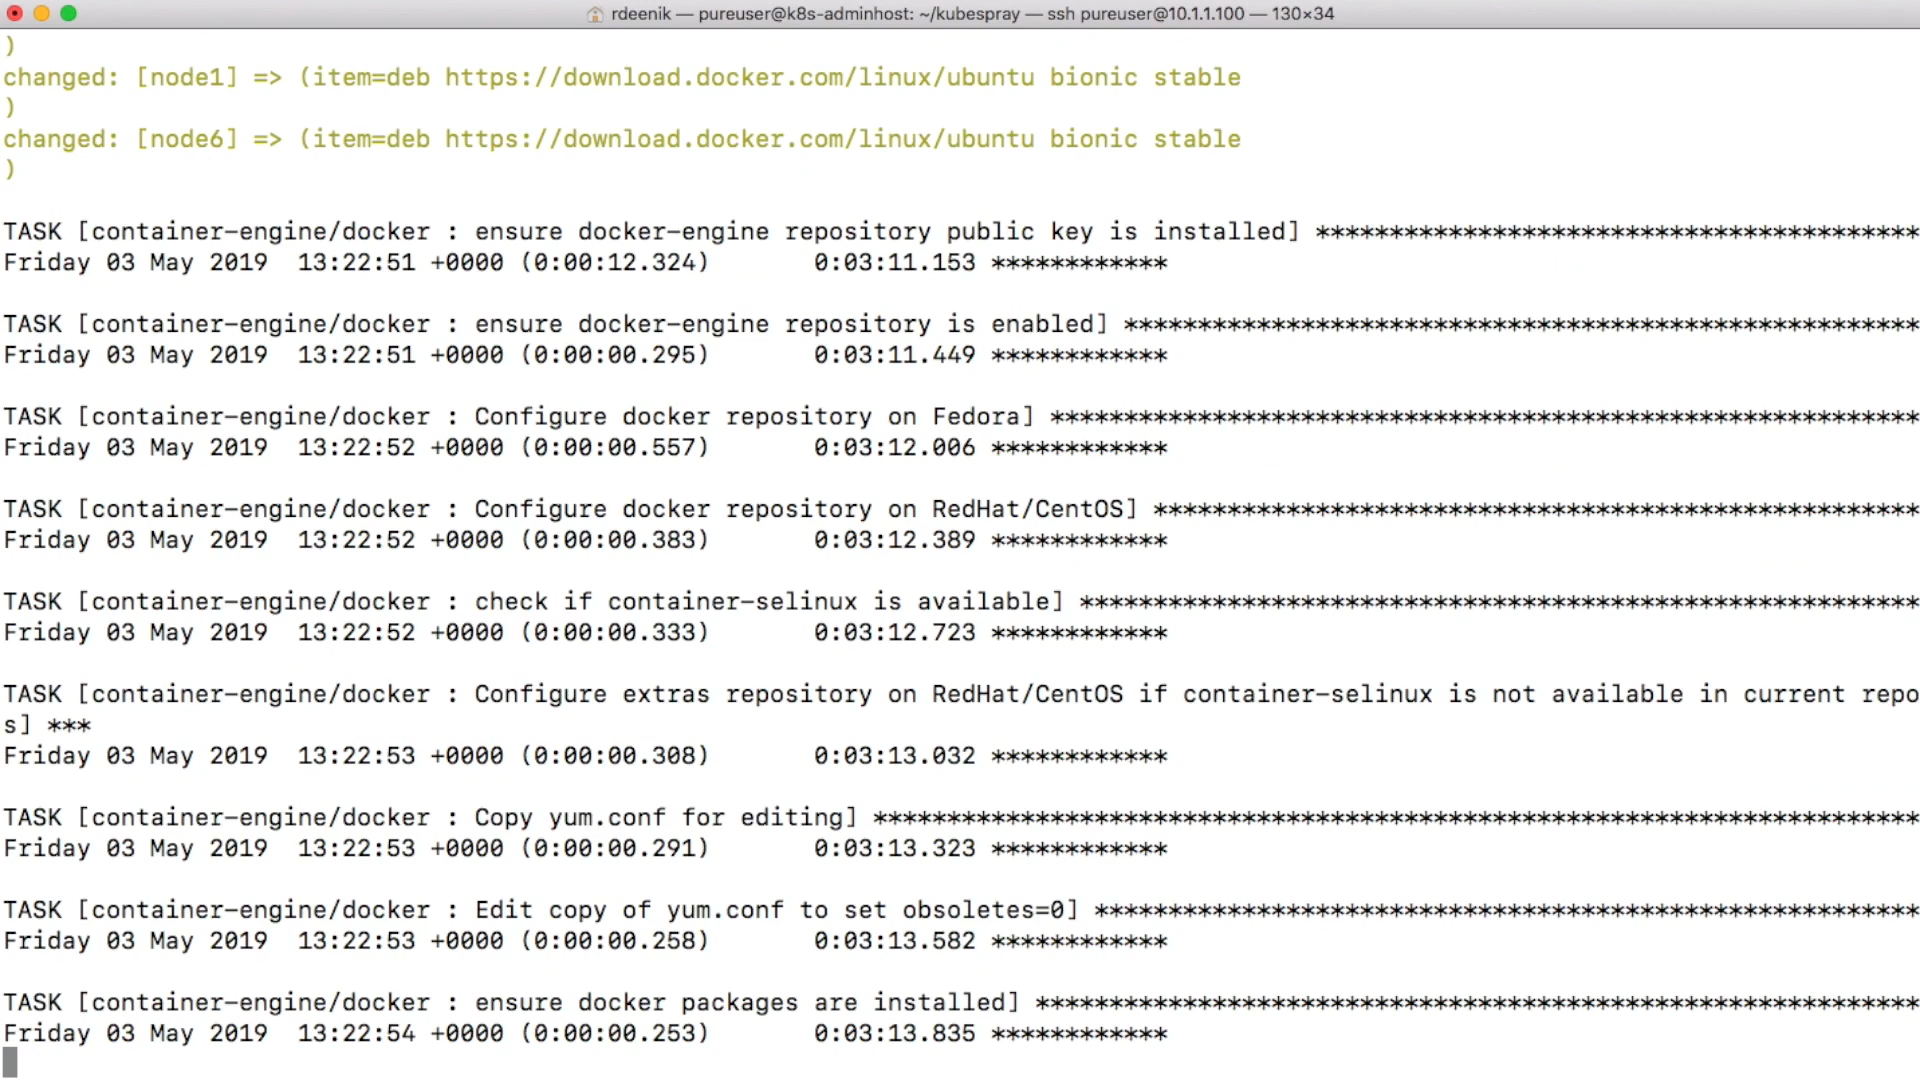 rdeenik — pureuser@k8s-adminhost: ~/kubespray — ssh pureuser@10.1.1.100 — 130×34
)
changed: [node1] => (item=deb https://download.docker.com/linux/ubuntu bionic stable
)
changed: [node6] => (item=deb https://download.docker.com/linux/ubuntu bionic stable
)
TASK [container-engine/docker : ensure docker-engine repository public key is installed] *****************************************
Friday 03 May 2019  13:22:51 +0000 (0:00:12.324)       0:03:11.153 ************
TASK [container-engine/docker : ensure docker-engine repository is enabled] ******************************************************
Friday 03 May 2019  13:22:51 +0000 (0:00:00.295)       0:03:11.449 ************
TASK [container-engine/docker : Configure docker repository on Fedora] ***********************************************************
Friday 03 May 2019  13:22:52 +0000 (0:00:00.557)       0:03:12.006 ************
TASK [container-engine/docker : Configure docker repository on RedHat/CentOS] ****************************************************
Friday 03 May 2019  13:22:52 +0000 (0:00:00.383)       0:03:12.389 ************
TASK [container-engine/docker : check if container-selinux is available] *********************************************************
Friday 03 May 2019  13:22:52 +0000 (0:00:00.333)       0:03:12.723 ************
TASK [container-engine/docker : Configure extras repository on RedHat/CentOS if container-selinux is not available in current repo
s] ***
Friday 03 May 2019  13:22:53 +0000 (0:00:00.308)       0:03:13.032 ************
TASK [container-engine/docker : Copy yum.conf for editing] ***********************************************************************
Friday 03 May 2019  13:22:53 +0000 (0:00:00.291)       0:03:13.323 ************
TASK [container-engine/docker : Edit copy of yum.conf to set obsoletes=0] ********************************************************
Friday 03 May 2019  13:22:53 +0000 (0:00:00.258)       0:03:13.582 ************
TASK [container-engine/docker : ensure docker packages are installed] ************************************************************
Friday 03 May 2019  13:22:54 +0000 (0:00:00.253)       0:03:13.835 ************